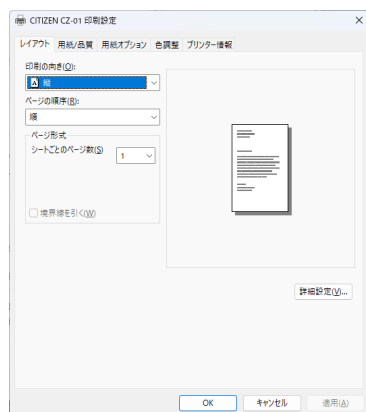 CITIZEN CZ-01 印刷設定
レイアウト 用紙/品質 用紙オプション 色調整 プリンター情報
印刷の向き(O):
縦
ページの順序(R):
順
ページ形式
シートごとのページ数(S) 1
境界線を引く(W)
詳細設定(V)...
OK キャンセル 適用(A)